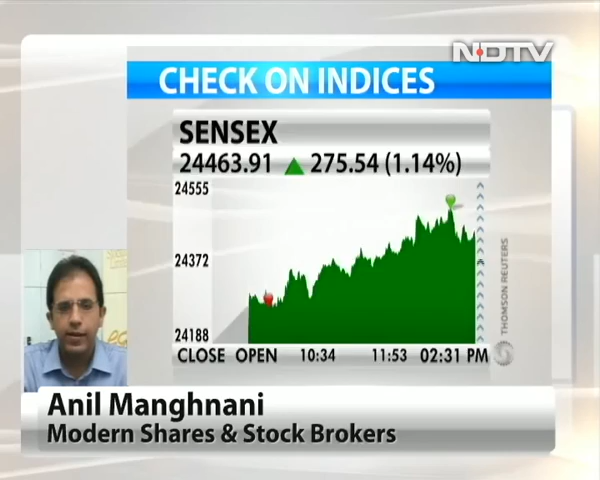 NDTV
CHECK ON INDICES
SENSEX
24463.91 ▲ 275.54 (1.14%)
24555
24372
24188
CLOSE OPEN 10:34 11:53 02:31 PM
THOMSON REUTERS
Anil Manghnani
Modern Shares & Stock Brokers